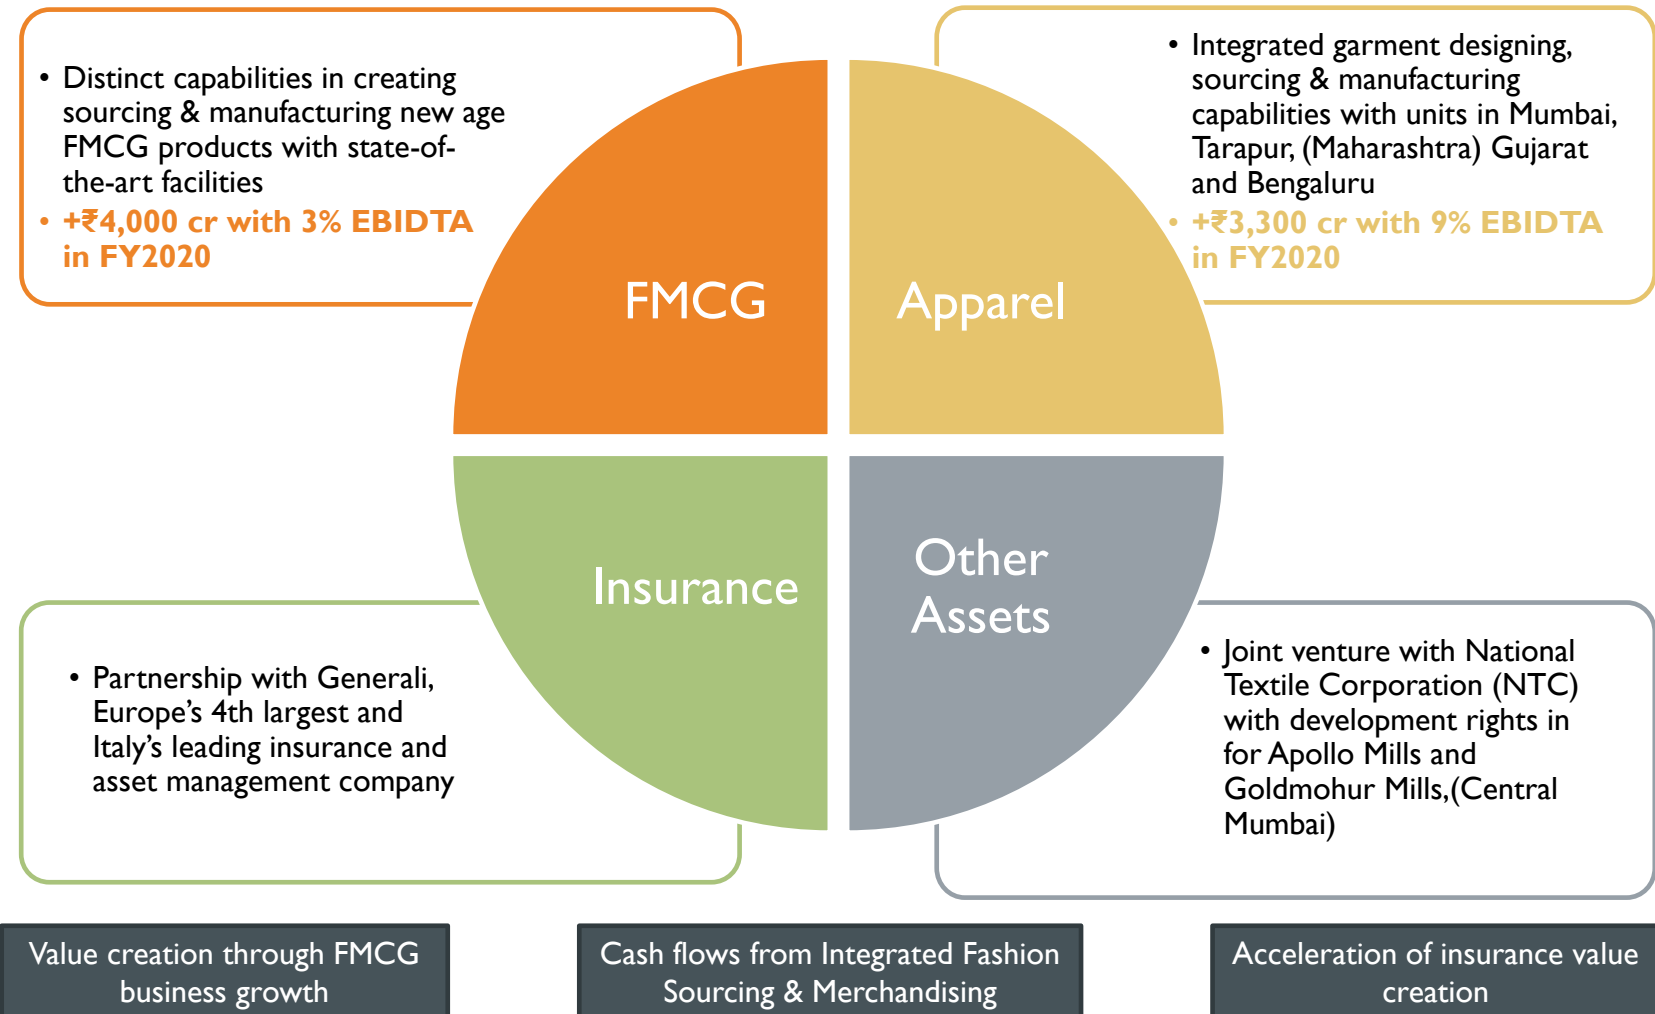 • Distinct capabilities in creating
sourcing & manufacturing new age
FMCG products with state-of-
the-art facilities
• +₹4,000 cr with 3% EBIDTA
in FY2020
• Integrated garment designing,
sourcing & manufacturing
capabilities with units in Mumbai,
Tarapur, (Maharashtra) Gujarat
and Bengaluru
• +₹3,300 cr with 9% EBIDTA
in FY2020
FMCG
Apparel
Insurance
Other
Assets
• Partnership with Generali,
Europe’s 4th largest and
Italy’s leading insurance and
asset management company
• Joint venture with National
Textile Corporation (NTC)
with development rights in
for Apollo Mills and
Goldmohur Mills,(Central
Mumbai)
Value creation through FMCG
business growth
Cash flows from Integrated Fashion
Sourcing & Merchandising
Acceleration of insurance value
creation